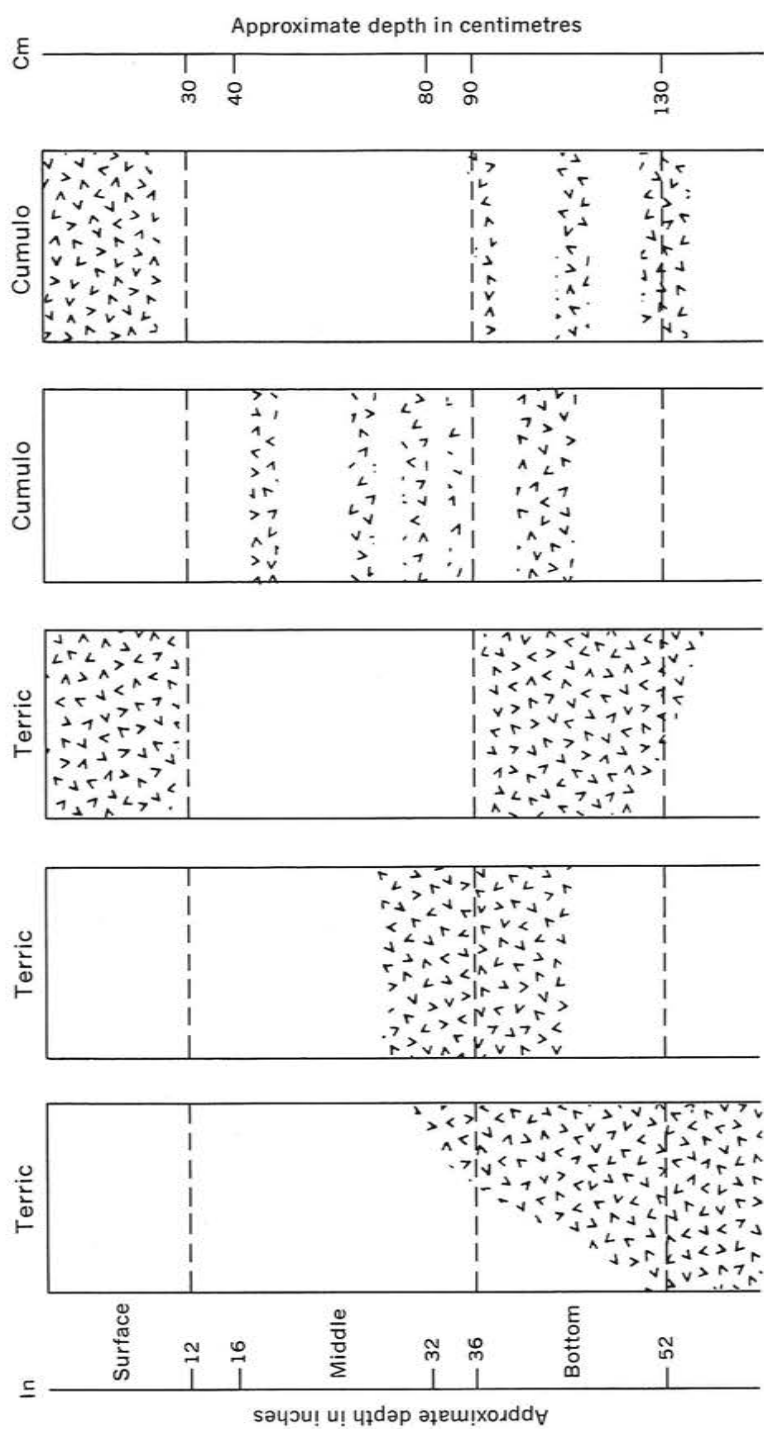 In
Terric
Terric
Terric
Cumulo
Cumulo
Cm
Approximate depth in inches
Surface
12
16
Middle
32
36
Bottom
52
30
40
80
90
130
Approximate depth in centimetres